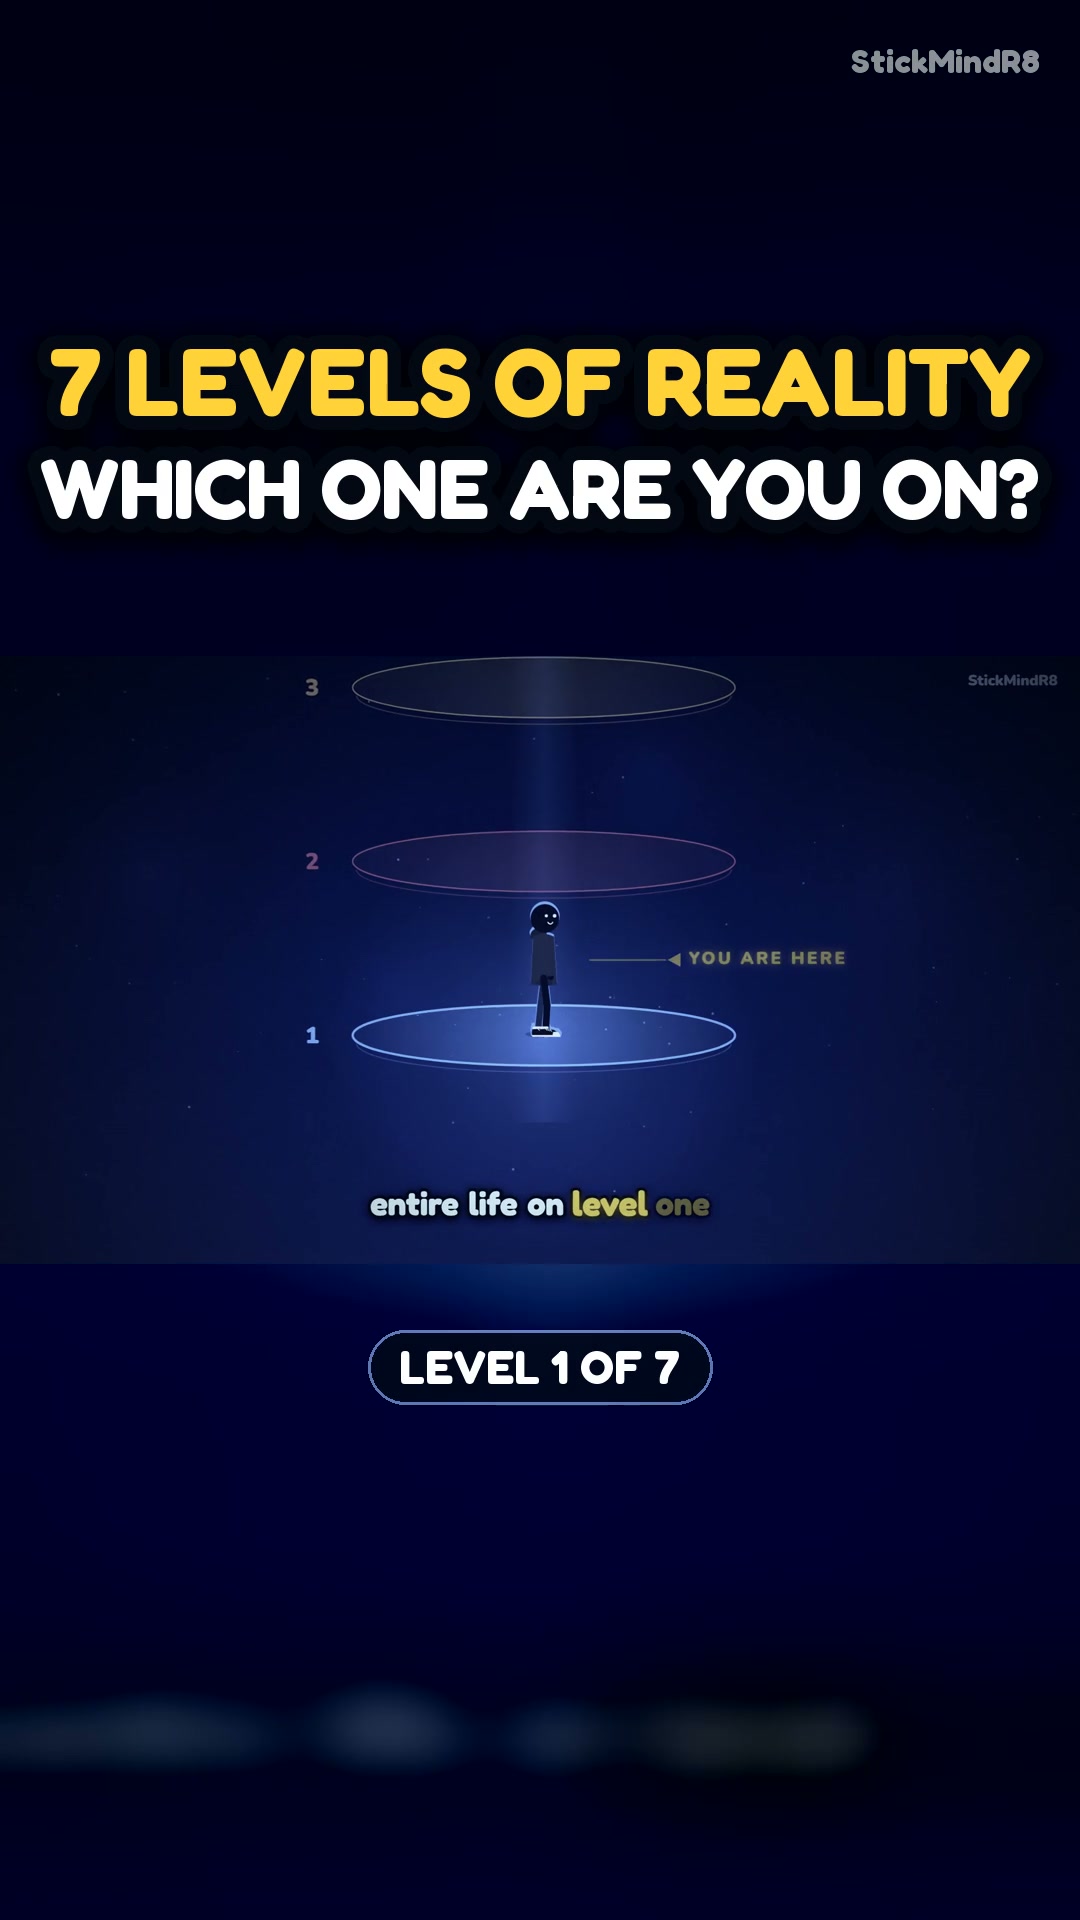 StickMindR8
7 LEVELS OF REALITY
WHICH ONE ARE YOU ON?
3
StickMindR8
2
YOU ARE HERE
1
entire life on level one
LEVEL 1 OF 7